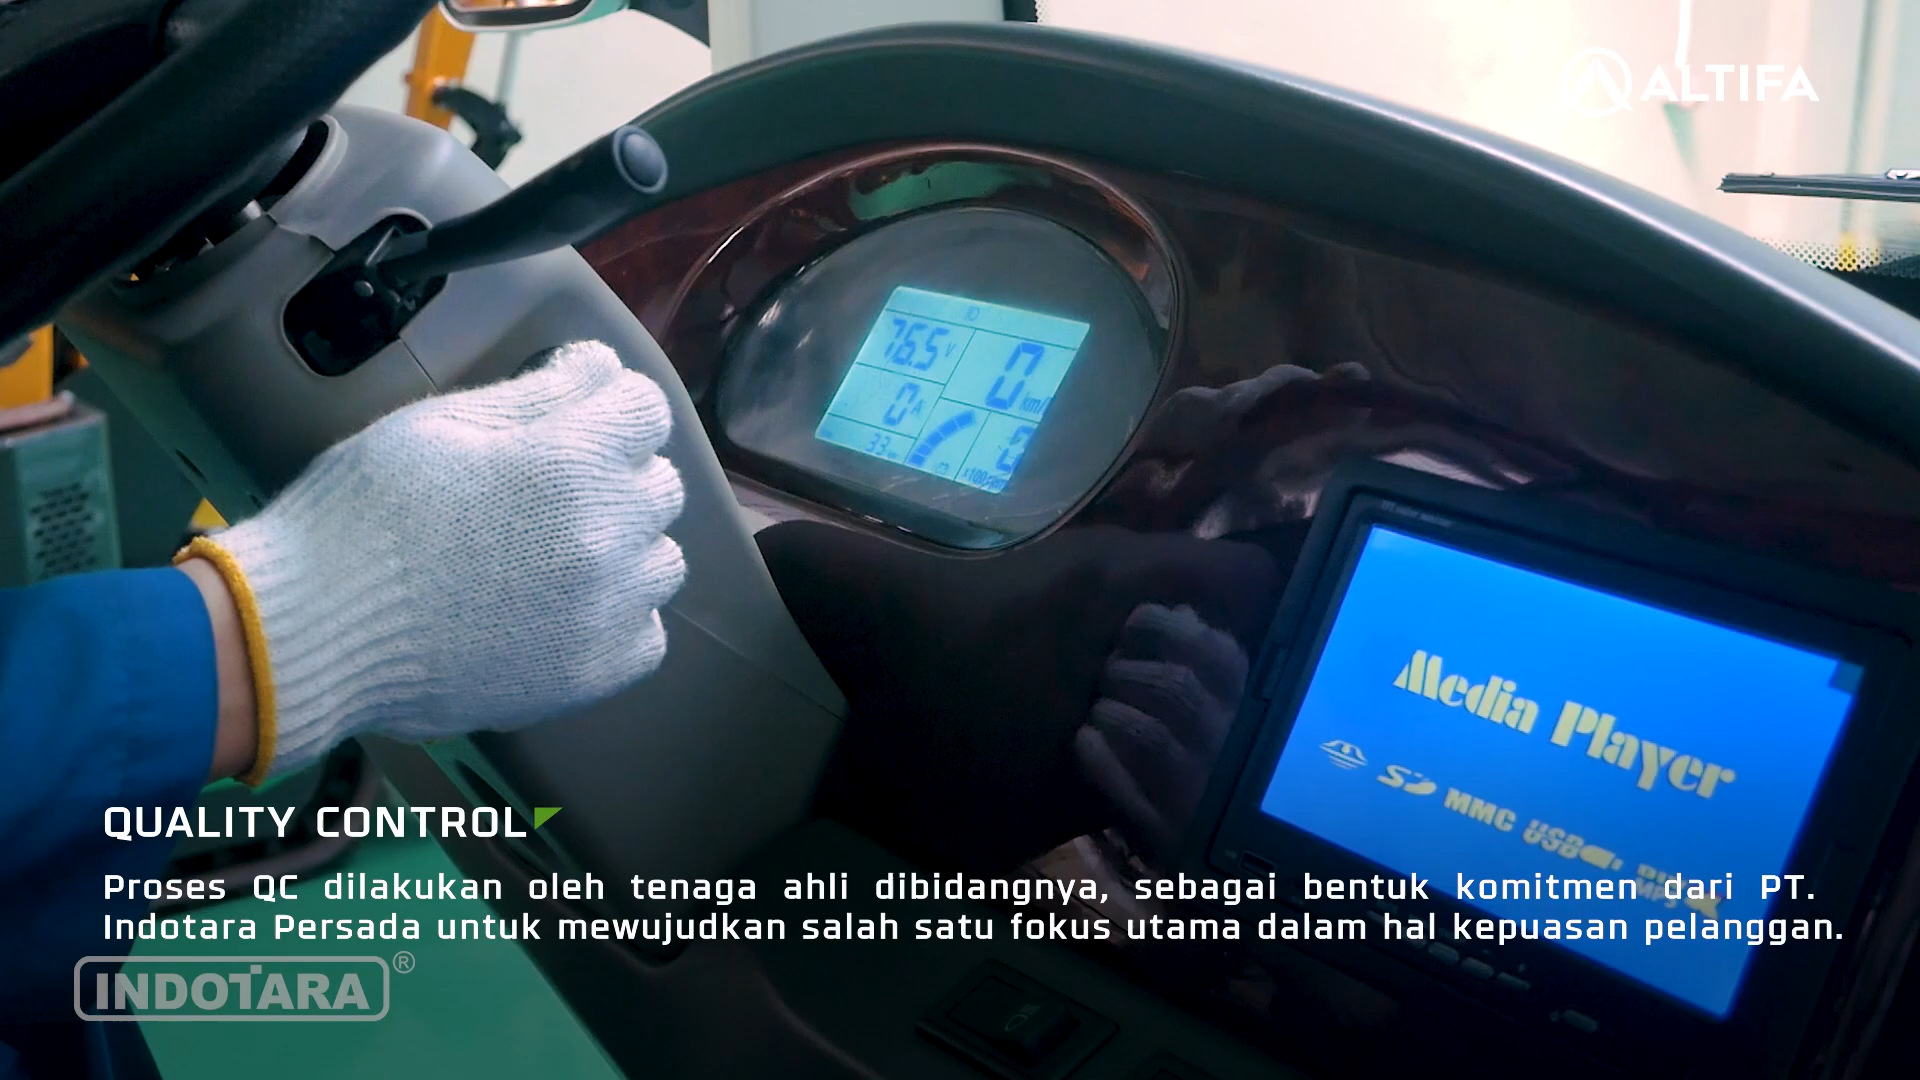 ALTIFA
76.5 V
0 km/
0 A
33
Media Player
SD MMC USB
QUALITY CONTROL
Proses QC dilakukan oleh tenaga ahli dibidangnya, sebagai bentuk komitmen dari PT.
Indotara Persada untuk mewujudkan salah satu fokus utama dalam hal kepuasan pelanggan.
INDOTARA®